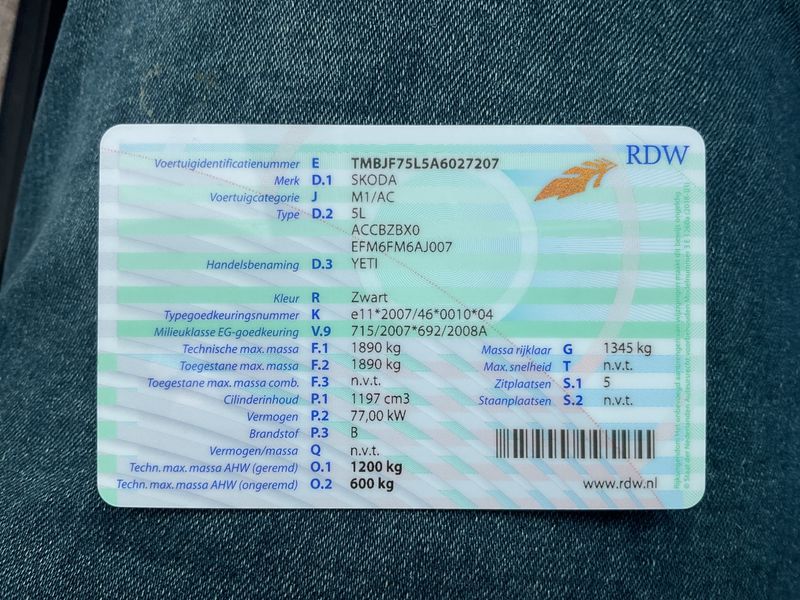 RDW
Voertuigidentificatienummer E TMBJF75L5A6027207
Merk D.1 SKODA
Voertuigcategorie J M1/AC
Type D.2 5L
ACCBZBX0
EFM6FM6AJ007
Handelsbenaming D.3 YETI
Kleur R Zwart
Typegoedkeuringsnummer K e11*2007/46*0010*04
Milieuklasse EG-goedkeuring V.9 715/2007*692/2008A
Technische max. massa F.1 1890 kg Massa rijklaar G 1345 kg
Toegestane max. massa F.2 1890 kg Max. snelheid T n.v.t.
Toegestane max. massa comb. F.3 n.v.t. Zitplaatsen S.1 5
Cilinderinhoud P.1 1197 cm3 Staanplaatsen S.2 n.v.t.
Vermogen P.2 77,00 kW
Brandstof P.3 B
Vermogen/massa Q n.v.t.
Techn. max. massa AHW (geremd) O.1 1200 kg
Techn. max. massa AHW (ongeremd) O.2 600 kg
www.rdw.nl